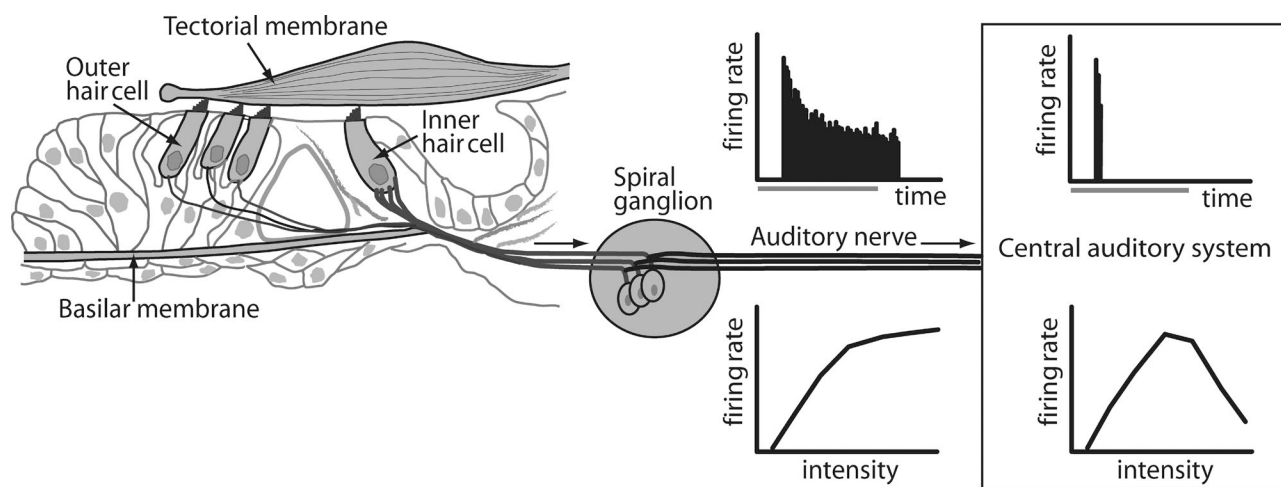 Tectorial membrane
Outer
hair cell
Inner
hair cell
Basilar membrane
Spiral
ganglion
firing rate
time
Auditory nerve
firing rate
intensity
firing rate
time
Central auditory system
firing rate
intensity